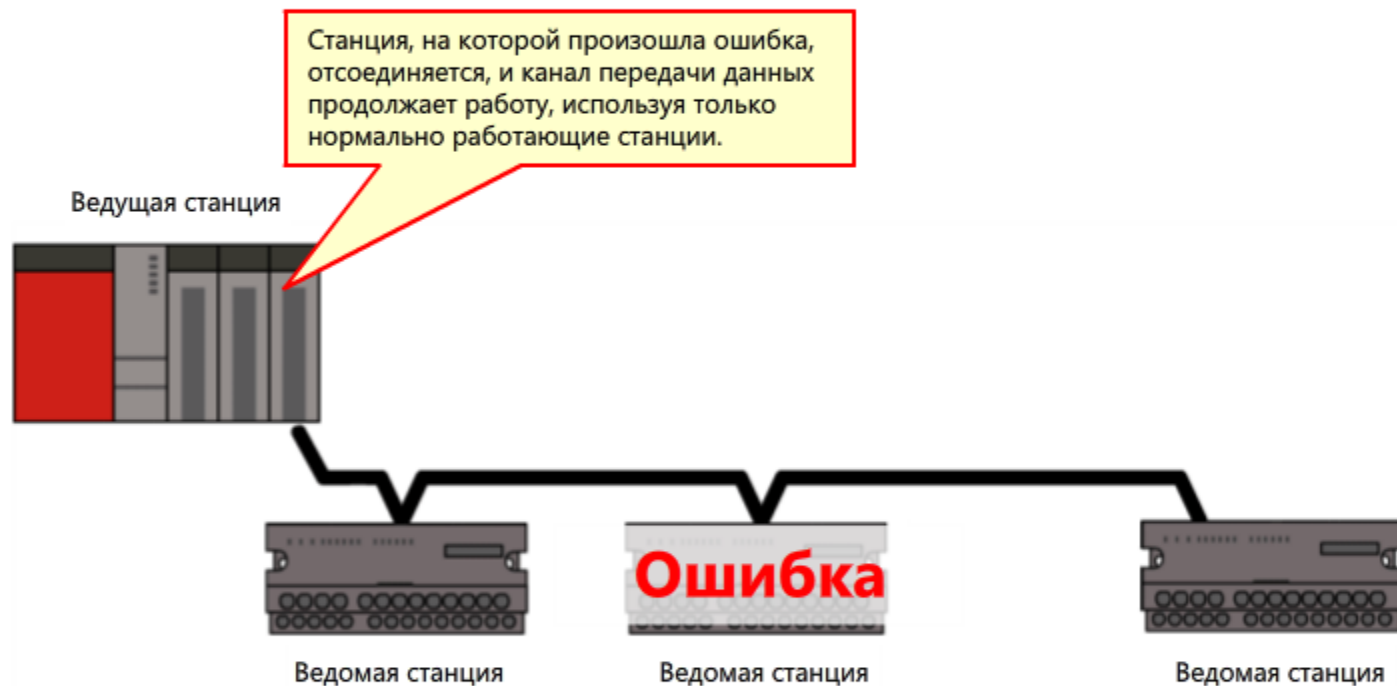 Станция, на которой произошла ошибка,
отсоединяется, и канал передачи данных
продолжает работу, используя только
нормально работающие станции.
Ведущая станция
Ошибка
Ведомая станция
Ведомая станция
Ведомая станция